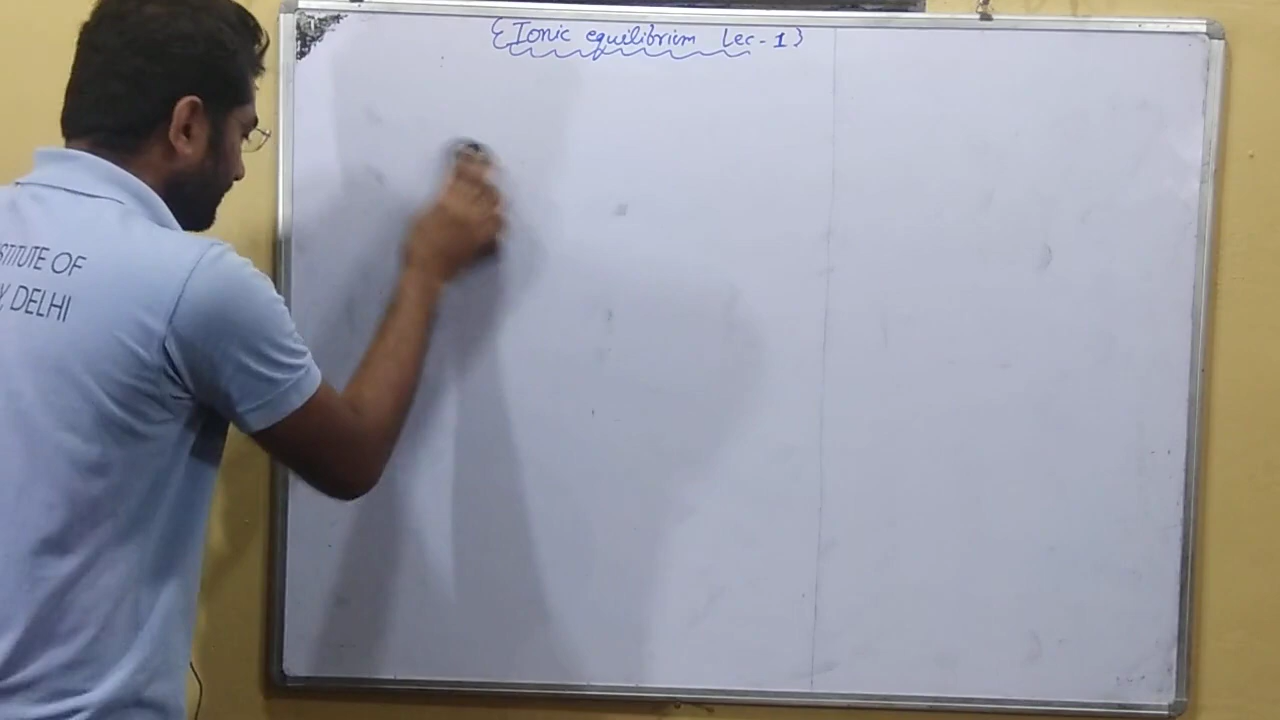 {Ionic equilibrium Lec-1}
STITUTE OF
Y, DELHI